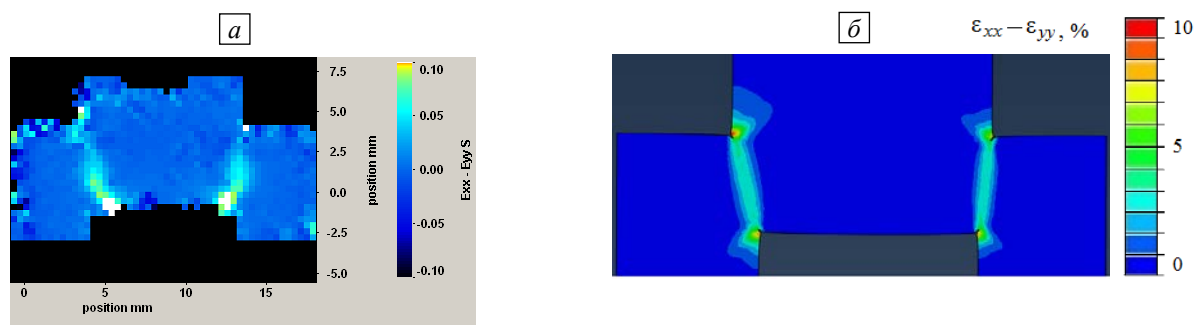 а
7.5
5.0
2.5
0.0
-2.5
-5.0
position mm
0.10
0.05
0.00
-0.05
-0.10
Exx - Eyy S
0 5 10 15
position mm
б
εxx – εyy, %
10
5
0